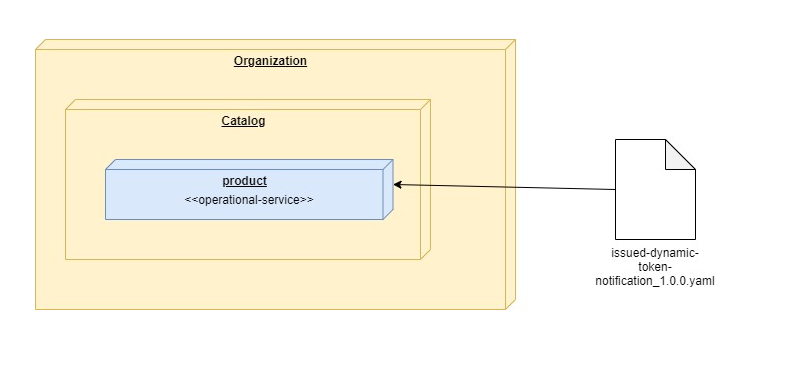 Organization
Catalog
product
<<operational-service>>
issued-dynamic-
token-
notification_1.0.0.yaml